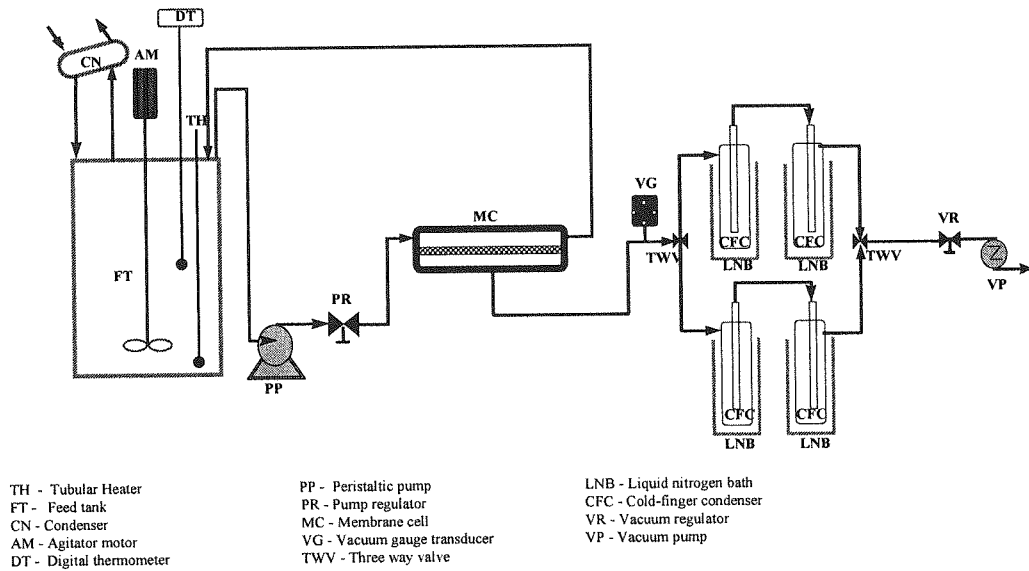 DT
CN
AM
TH
VG
MC
VR
CFC
CFC
TWV
TWV
LNB
LNB
VP
FT
PR
PP
CFC
CFC
LNB
LNB
TH - Tubular Heater
FT - Feed tank
CN - Condenser
AM - Agitator motor
DT - Digital thermometer
PP - Peristaltic pump
PR - Pump regulator
MC - Membrane cell
VG - Vacuum gauge transducer
TWV - Three way valve
LNB - Liquid nitrogen bath
CFC - Cold-finger condenser
VR - Vacuum regulator
VP - Vacuum pump